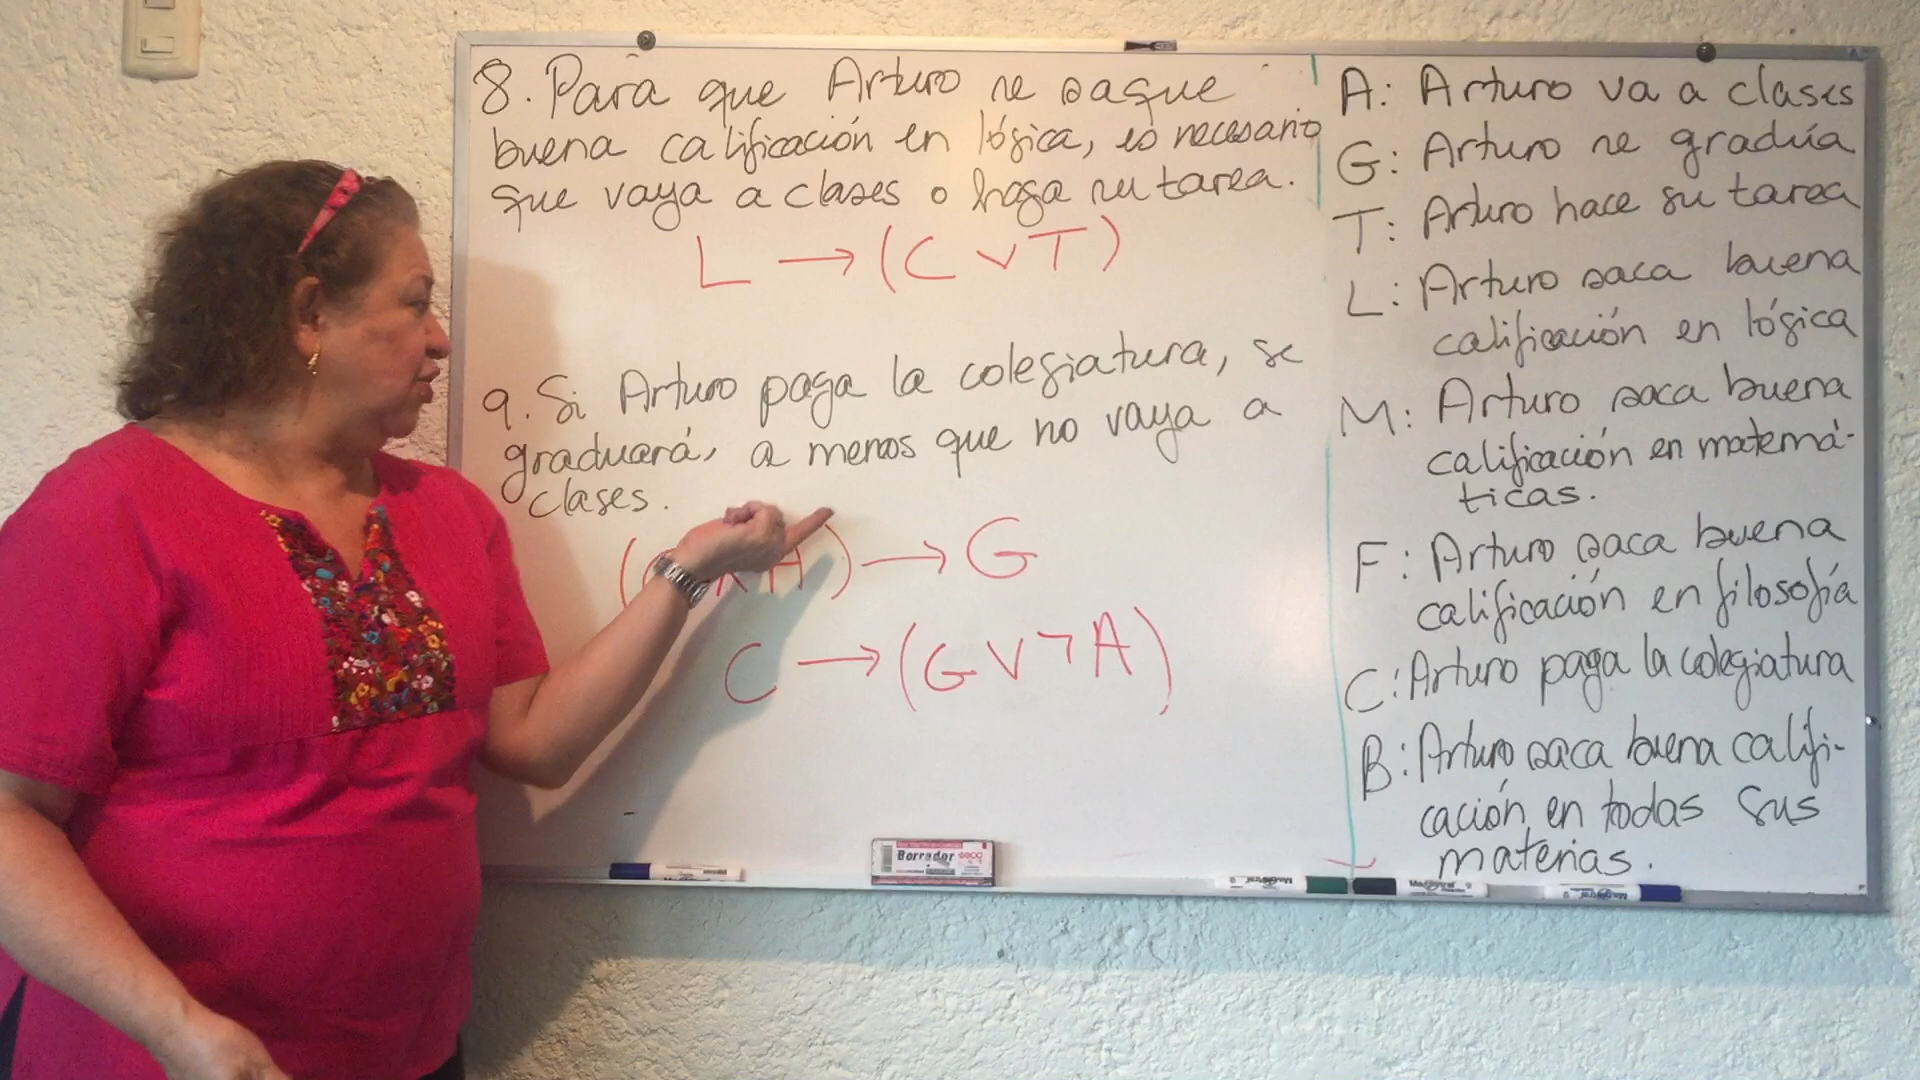 8. Para que Arturo se saque
buena calificación en lógica, es necesario
que vaya a clases o haga su tarea.
L → (C ∨ T)
9. Si Arturo paga la colegiatura, se
graduará, a menos que no vaya a
clases.
( ∧ A) → G
C → (G ∨ ¬ A)
Borrador
A: Arturo va a clases
G: Arturo se gradúa
T: Arturo hace su tarea
L: Arturo saca buena
calificación en lógica
M: Arturo saca buena
calificación en matemá-
ticas.
F: Arturo saca buena
calificación en filosofía
C: Arturo paga la colegiatura
B: Arturo saca buena califi-
cación en todas sus
materias.